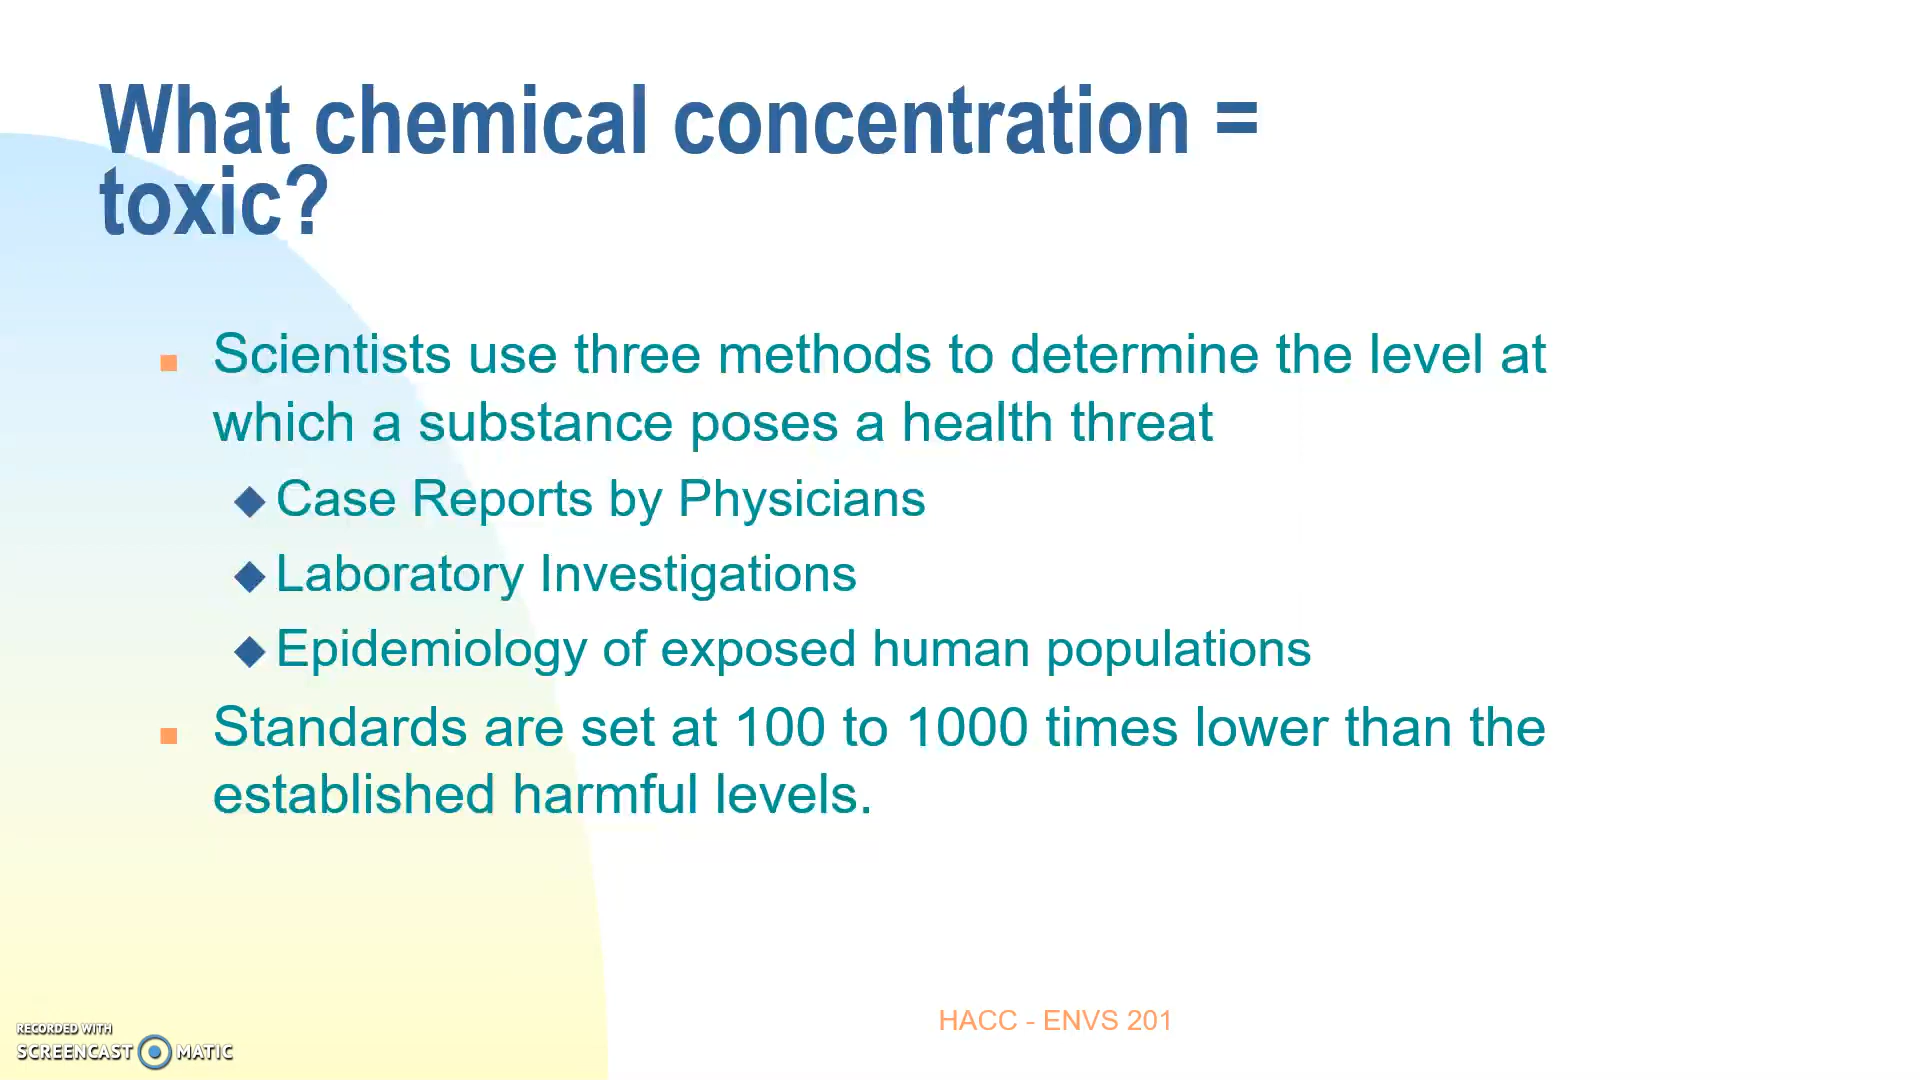 What chemical concentration =
toxic?
Scientists use three methods to determine the level at
which a substance poses a health threat
Case Reports by Physicians
Laboratory Investigations
Epidemiology of exposed human populations
Standards are set at 100 to 1000 times lower than the
established harmful levels.
HACC - ENVS 201
RECORDED WITH
SCREENCAST MATIC